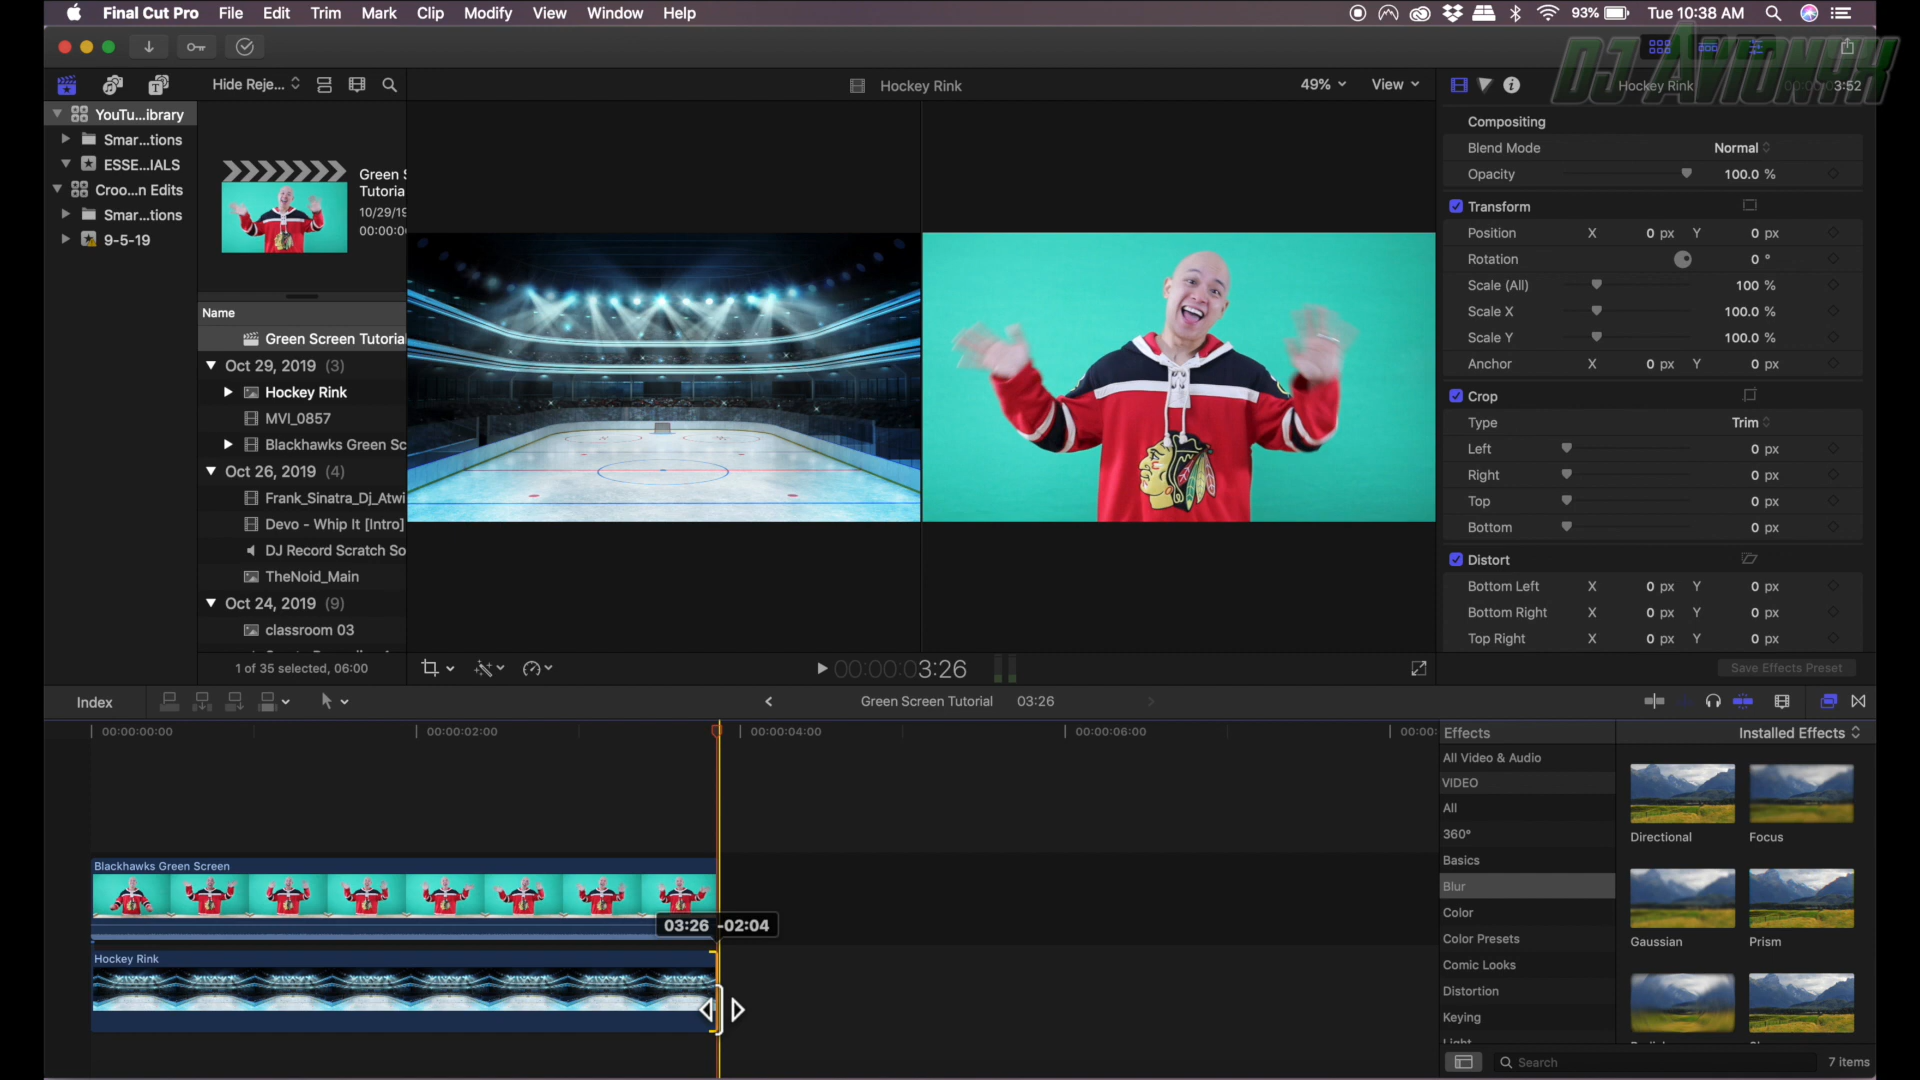 Final Cut Pro File Edit Trim Mark Clip Modify View Window Help
93% Tue 10:38 AM
DJ AVIONYX
Hide Reje...
Hockey Rink
49% View
Hockey Rink
3:52
YouTu...ibrary
Smar...tions
ESSE...IALS
Croo...n Edits
Smar...tions
9-5-19
Green S
Tutoria
10/29/19
00:00:0
Name
Green Screen Tutoria
Oct 29, 2019 (3)
Hockey Rink
MVI_0857
Blackhawks Green Sc
Oct 26, 2019 (4)
Frank_Sinatra_Dj_Atwi
Devo - Whip It [Intro]
DJ Record Scratch So
TheNoid_Main
Oct 24, 2019 (9)
classroom 03
1 of 35 selected, 06:00
00:00:03:26
Compositing
Blend Mode Normal
Opacity 100.0 %
Transform
Position X 0 px Y 0 px
Rotation 0 °
Scale (All) 100 %
Scale X 100.0 %
Scale Y 100.0 %
Anchor X 0 px Y 0 px
Crop
Type Trim
Left 0 px
Right 0 px
Top 0 px
Bottom 0 px
Distort
Bottom Left X 0 px Y 0 px
Bottom Right X 0 px Y 0 px
Top Right X 0 px Y 0 px
Save Effects Preset
Index
Green Screen Tutorial 03:26
00:00:00:00 00:00:02:00 00:00:04:00 00:00:06:00 00:00:
Blackhawks Green Screen
03:26 -02:04
Hockey Rink
Effects
Installed Effects
All Video & Audio
VIDEO
All
360°
Basics
Blur
Color
Color Presets
Comic Looks
Distortion
Keying
Light
Directional Focus
Gaussian Prism
Search
7 items